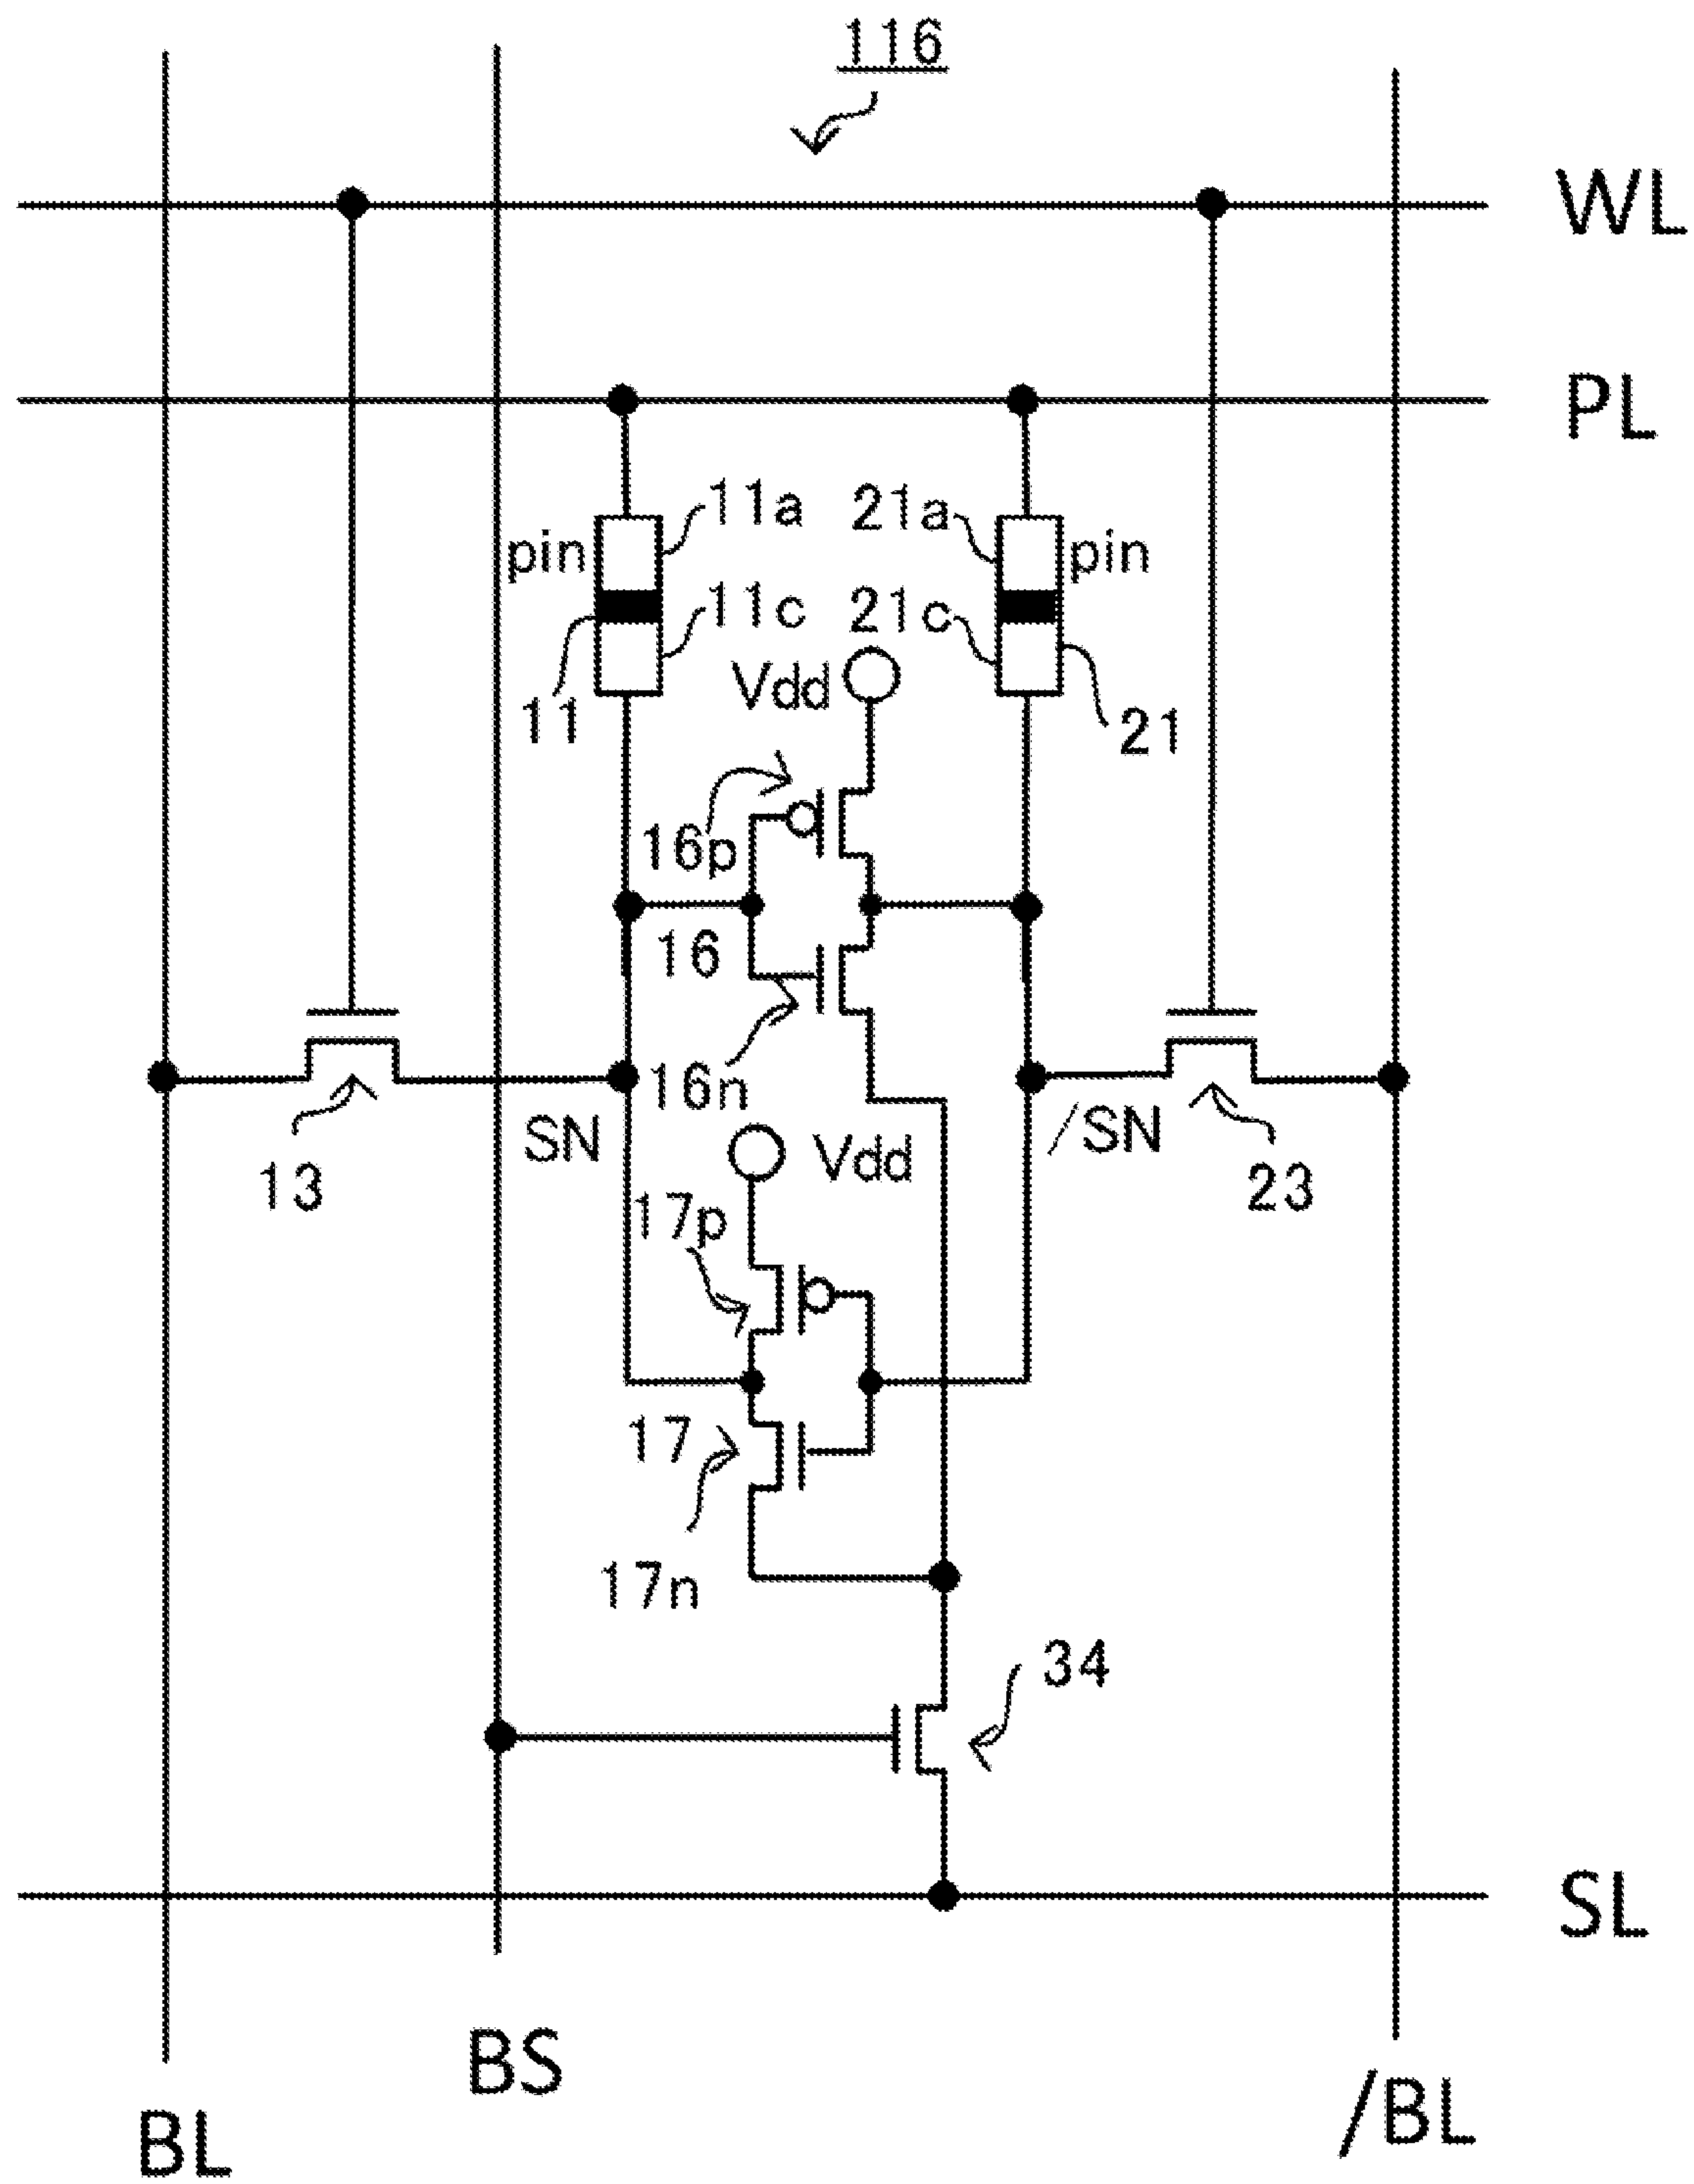 116
WL
PL
11a
21a
pin
pin
11c
21c
Vdd
11
21
16p
16
16n
SN
/SN
13
23
Vdd
17p
17
17n
34
SL
BS
BL
/BL